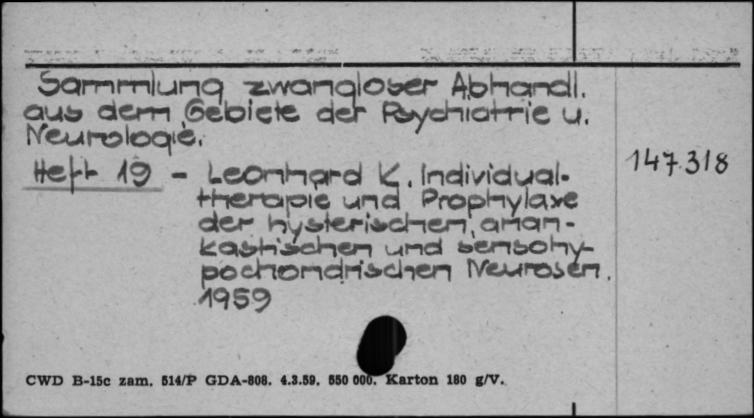 Sammlung zwangloser Abhandl.
aus dem Gebiete der Psychiatrie u.
Neurologie.
Heft 19 - Leonhard K. Individual-
therapie und Prophylaxe
der hysterischen, anan-
kastischen und sensohy-
pochondrischen Neurosen.
1959
147.318
CWD B-15c zam. 514/P GDA-808. 4.3.59. 550 000. Karton 180 g/V.